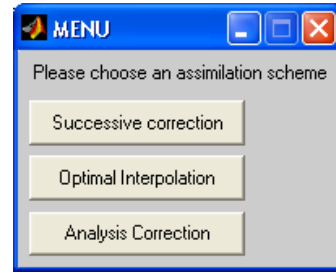 MENU
Please choose an assimilation scheme
Successive correction
Optimal Interpolation
Analysis Correction